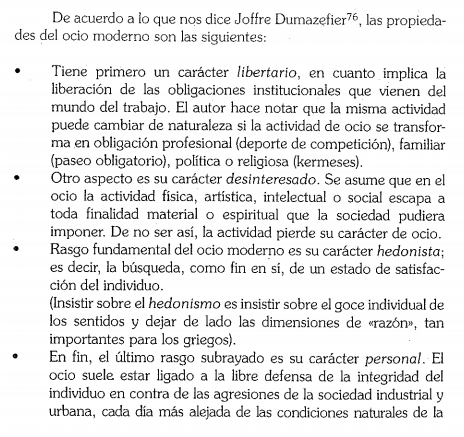 De acuerdo a lo que nos dice Joffre Dumazefier76, las propieda-
des del ocio moderno son las siguientes:
• Tiene primero un carácter libertario, en cuanto implica la
liberación de las obligaciones institucionales que vienen del
mundo del trabajo. El autor hace notar que la misma actividad
puede cambiar de naturaleza si la actividad de ocio se transfor-
ma en obligación profesional (deporte de competición), familiar
(paseo obligatorio), política o religiosa (kermeses).
• Otro aspecto es su carácter desinteresado. Se asume que en el
ocio la actividad física, artística, intelectual o social escapa a
toda finalidad material o espiritual que la sociedad pudiera
imponer. De no ser así, la actividad pierde su carácter de ocio.
• Rasgo fundamental del ocio moderno es su carácter hedonista;
es decir, la búsqueda, como fin en sí, de un estado de satisfac-
ción del individuo.
(Insistir sobre el hedonismo es insistir sobre el goce individual de
los sentidos y dejar de lado las dimensiones de «razón», tan
importantes para los griegos).
• En fin, el último rasgo subrayado es su carácter personal. El
ocio suele estar ligado a la libre defensa de la integridad del
individuo en contra de las agresiones de la sociedad industrial y
urbana, cada día más alejada de las condiciones naturales de la